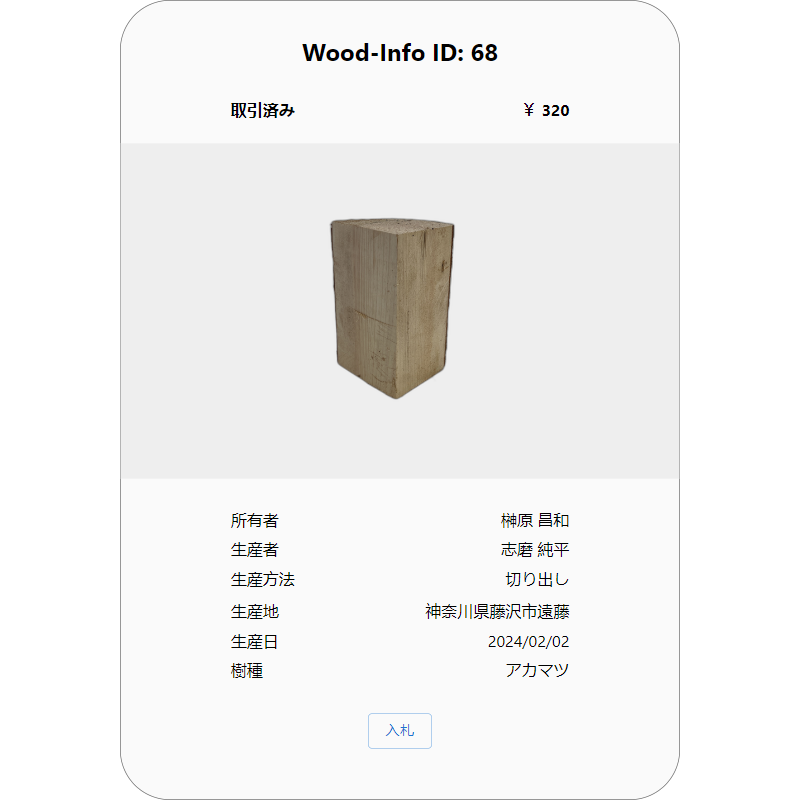 Wood-Info ID: 68
取引済み ¥ 320
所有者 榊原 昌和
生産者 志磨 純平
生産方法 切り出し
生産地 神奈川県藤沢市遠藤
生産日 2024/02/02
樹種 アカマツ
入札